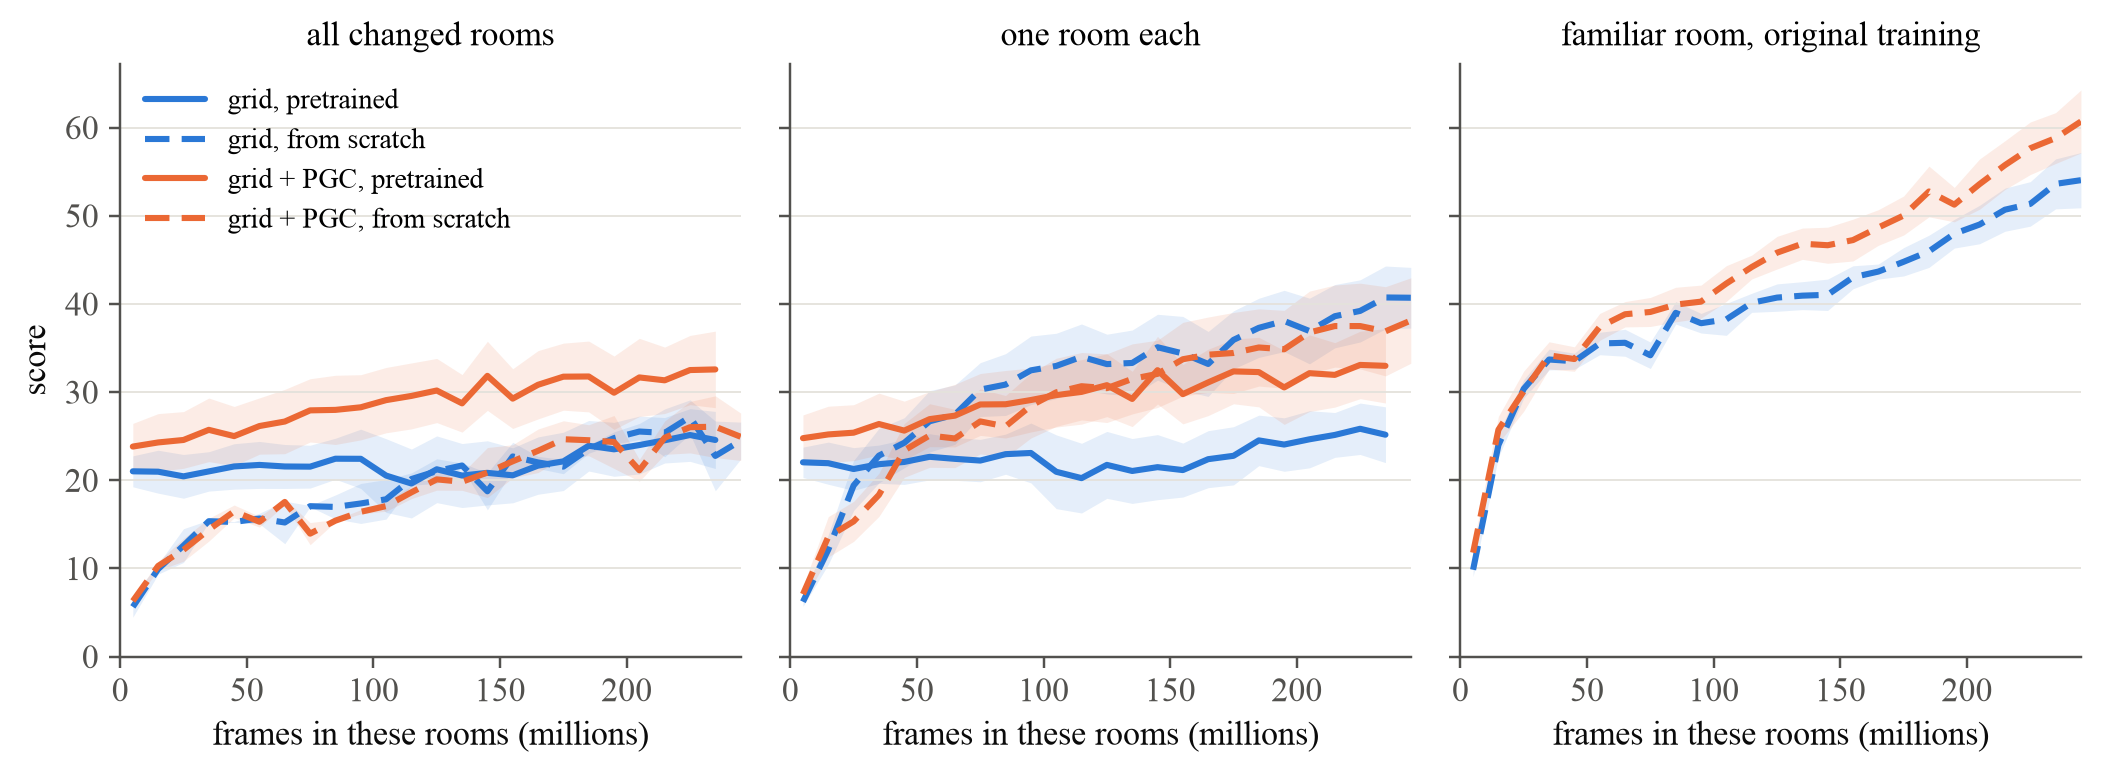 all changed rooms
one room each
familiar room, original training
grid, pretrained
grid, from scratch
grid + PGC, pretrained
grid + PGC, from scratch
score
60
50
40
30
20
10
0
0 50 100 150 200
0 50 100 150 200
0 50 100 150 200
frames in these rooms (millions)
frames in these rooms (millions)
frames in these rooms (millions)